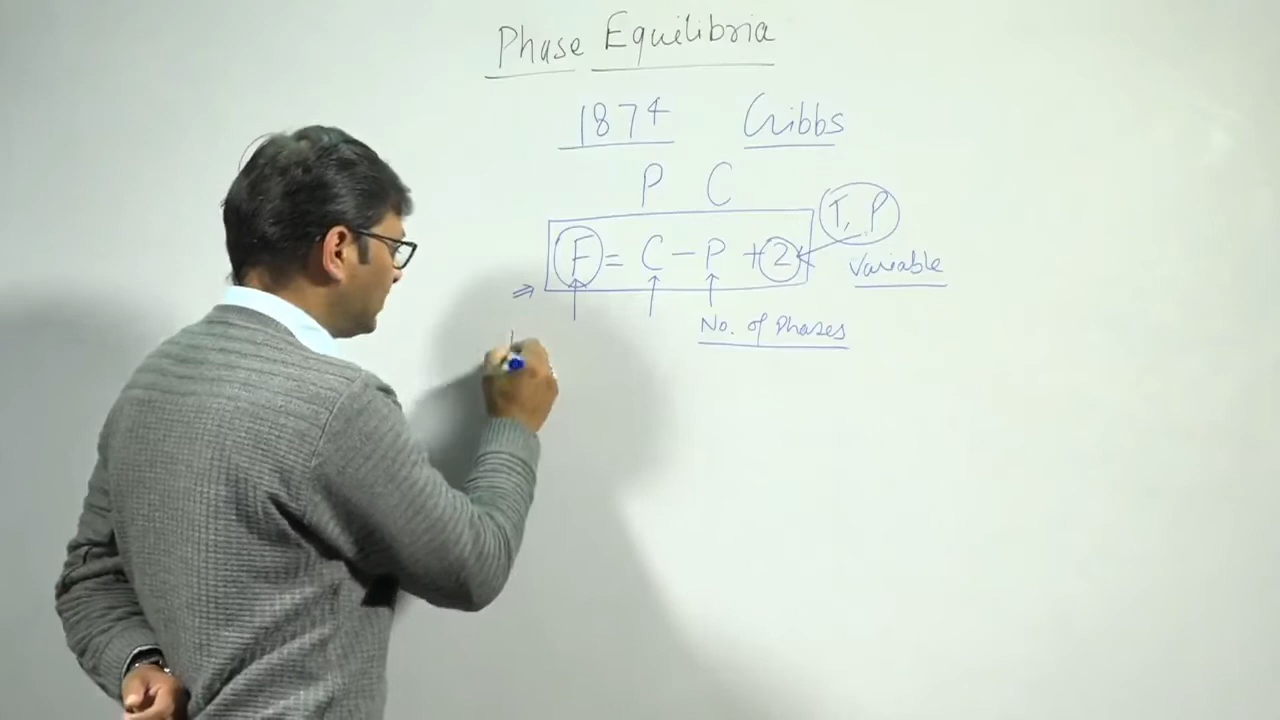 Phase Equilibria
1874 Gibbs
P C
T, P
F = C - P + 2
Variable
⇒
No. of Phases